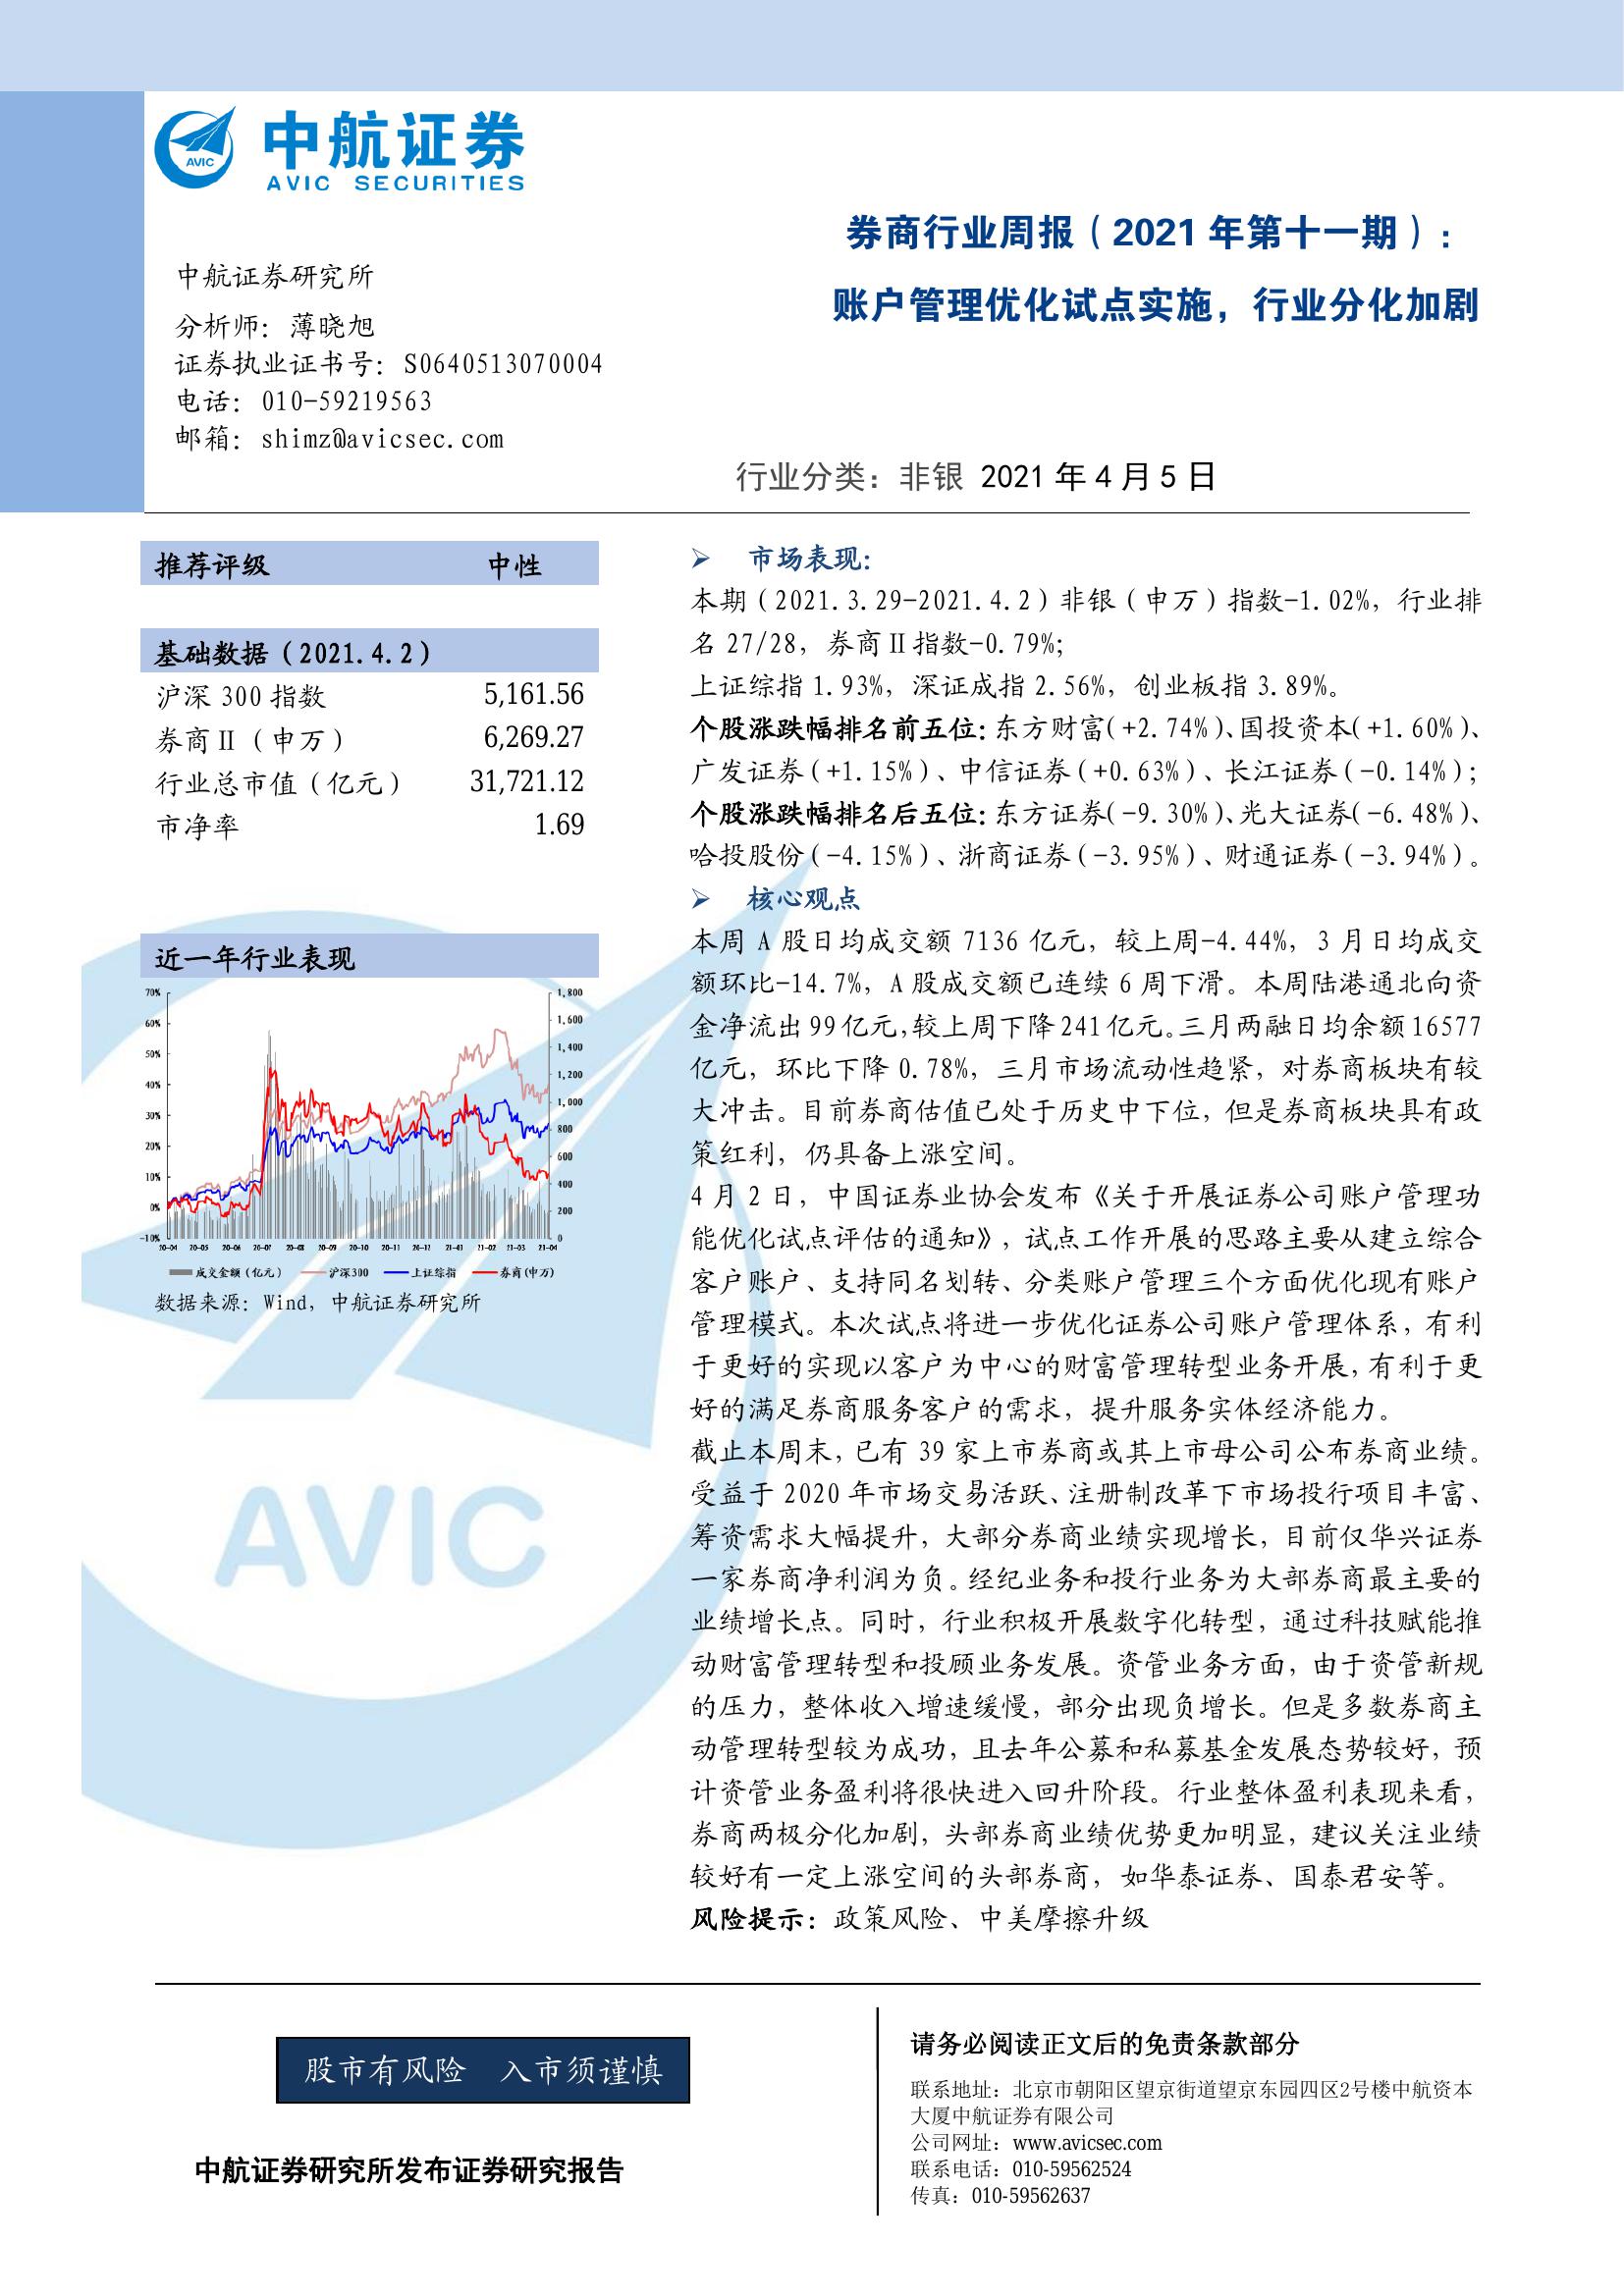 中航证券
AVIC SECURITIES
AVIC
券商行业周报（2021 年第十一期）:
账户管理优化试点实施，行业分化加剧
中航证券研究所
分析师：薄晓旭
证券执业证书号：S0640513070004
电话：010-59219563
邮箱：shimz@avicsec.com
行业分类：非银 2021 年 4 月 5 日
推荐评级 中性
基础数据（2021.4.2）
沪深 300 指数 5,161.56
券商Ⅱ（申万） 6,269.27
行业总市值（亿元） 31,721.12
市净率 1.69
近一年行业表现
70%
60%
50%
40%
30%
20%
10%
0%
-10%
1,800
1,600
1,400
1,200
1,000
800
600
400
200
0
20-04 20-05 20-06 20-07 20-08 20-09 20-10 20-11 20-12 21-01 21-02 21-03 21-04
成交金额（亿元） 沪深300 上证综指 券商(申万)
数据来源：Wind，中航证券研究所
AVIC
➢ 市场表现:
本期（2021.3.29-2021.4.2）非银（申万）指数-1.02%，行业排
名 27/28，券商Ⅱ指数-0.79%;
上证综指 1.93%，深证成指 2.56%，创业板指 3.89%。
个股涨跌幅排名前五位: 东方财富(+2.74%)、国投资本(+1.60%)、
广发证券(+1.15%)、中信证券(+0.63%)、长江证券(-0.14%);
个股涨跌幅排名后五位: 东方证券(-9.30%)、光大证券(-6.48%)、
哈投股份(-4.15%)、浙商证券(-3.95%)、财通证券(-3.94%)。
➢ 核心观点
本周 A 股日均成交额 7136 亿元，较上周-4.44%，3 月日均成交
额环比-14.7%，A 股成交额已连续 6 周下滑。本周陆港通北向资
金净流出 99 亿元,较上周下降 241 亿元。三月两融日均余额 16577
亿元，环比下降 0.78%，三月市场流动性趋紧，对券商板块有较
大冲击。目前券商估值已处于历史中下位，但是券商板块具有政
策红利，仍具备上涨空间。
4 月 2 日，中国证券业协会发布《关于开展证券公司账户管理功
能优化试点评估的通知》，试点工作开展的思路主要从建立综合
客户账户、支持同名划转、分类账户管理三个方面优化现有账户
管理模式。本次试点将进一步优化证券公司账户管理体系，有利
于更好的实现以客户为中心的财富管理转型业务开展，有利于更
好的满足券商服务客户的需求，提升服务实体经济能力。
截止本周末，已有 39 家上市券商或其上市母公司公布券商业绩。
受益于 2020 年市场交易活跃、注册制改革下市场投行项目丰富、
筹资需求大幅提升，大部分券商业绩实现增长，目前仅华兴证券
一家券商净利润为负。经纪业务和投行业务为大部券商最主要的
业绩增长点。同时，行业积极开展数字化转型，通过科技赋能推
动财富管理转型和投顾业务发展。资管业务方面，由于资管新规
的压力，整体收入增速缓慢，部分出现负增长。但是多数券商主
动管理转型较为成功，且去年公募和私募基金发展态势较好，预
计资管业务盈利将很快进入回升阶段。行业整体盈利表现来看，
券商两极分化加剧，头部券商业绩优势更加明显，建议关注业绩
较好有一定上涨空间的头部券商，如华泰证券、国泰君安等。
风险提示：政策风险、中美摩擦升级
股市有风险 入市须谨慎
中航证券研究所发布证券研究报告
请务必阅读正文后的免责条款部分
联系地址：北京市朝阳区望京街道望京东园四区2号楼中航资本
大厦中航证券有限公司
公司网址：www.avicsec.com
联系电话：010-59562524
传真：010-59562637